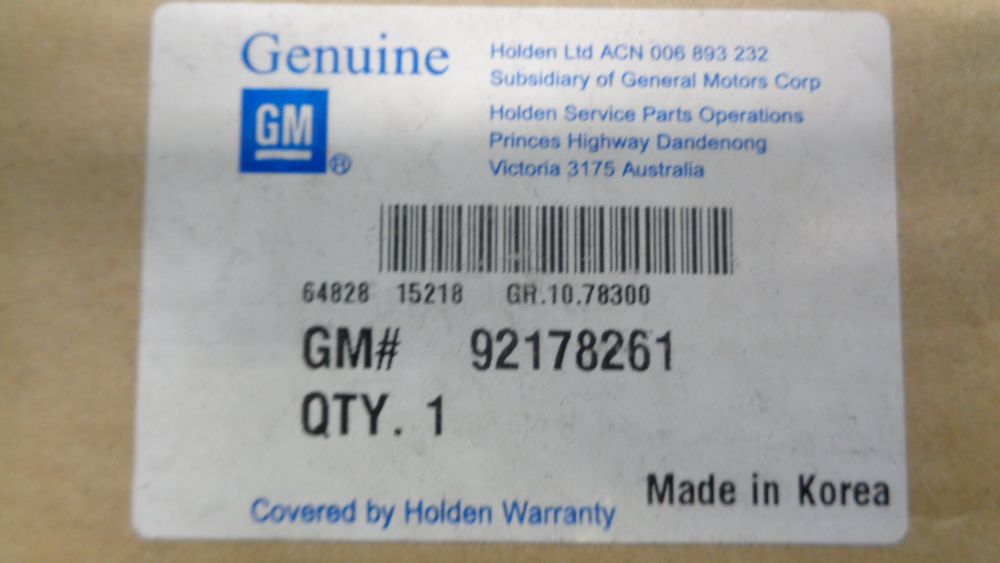 Genuine
GM®
Holden Ltd ACN 006 893 232
Subsidiary of General Motors Corp
Holden Service Parts Operations
Princes Highway Dandenong
Victoria 3175 Australia
64828 15218 GR.10.78300
GM# 92178261
QTY. 1
Made in Korea
Covered by Holden Warranty